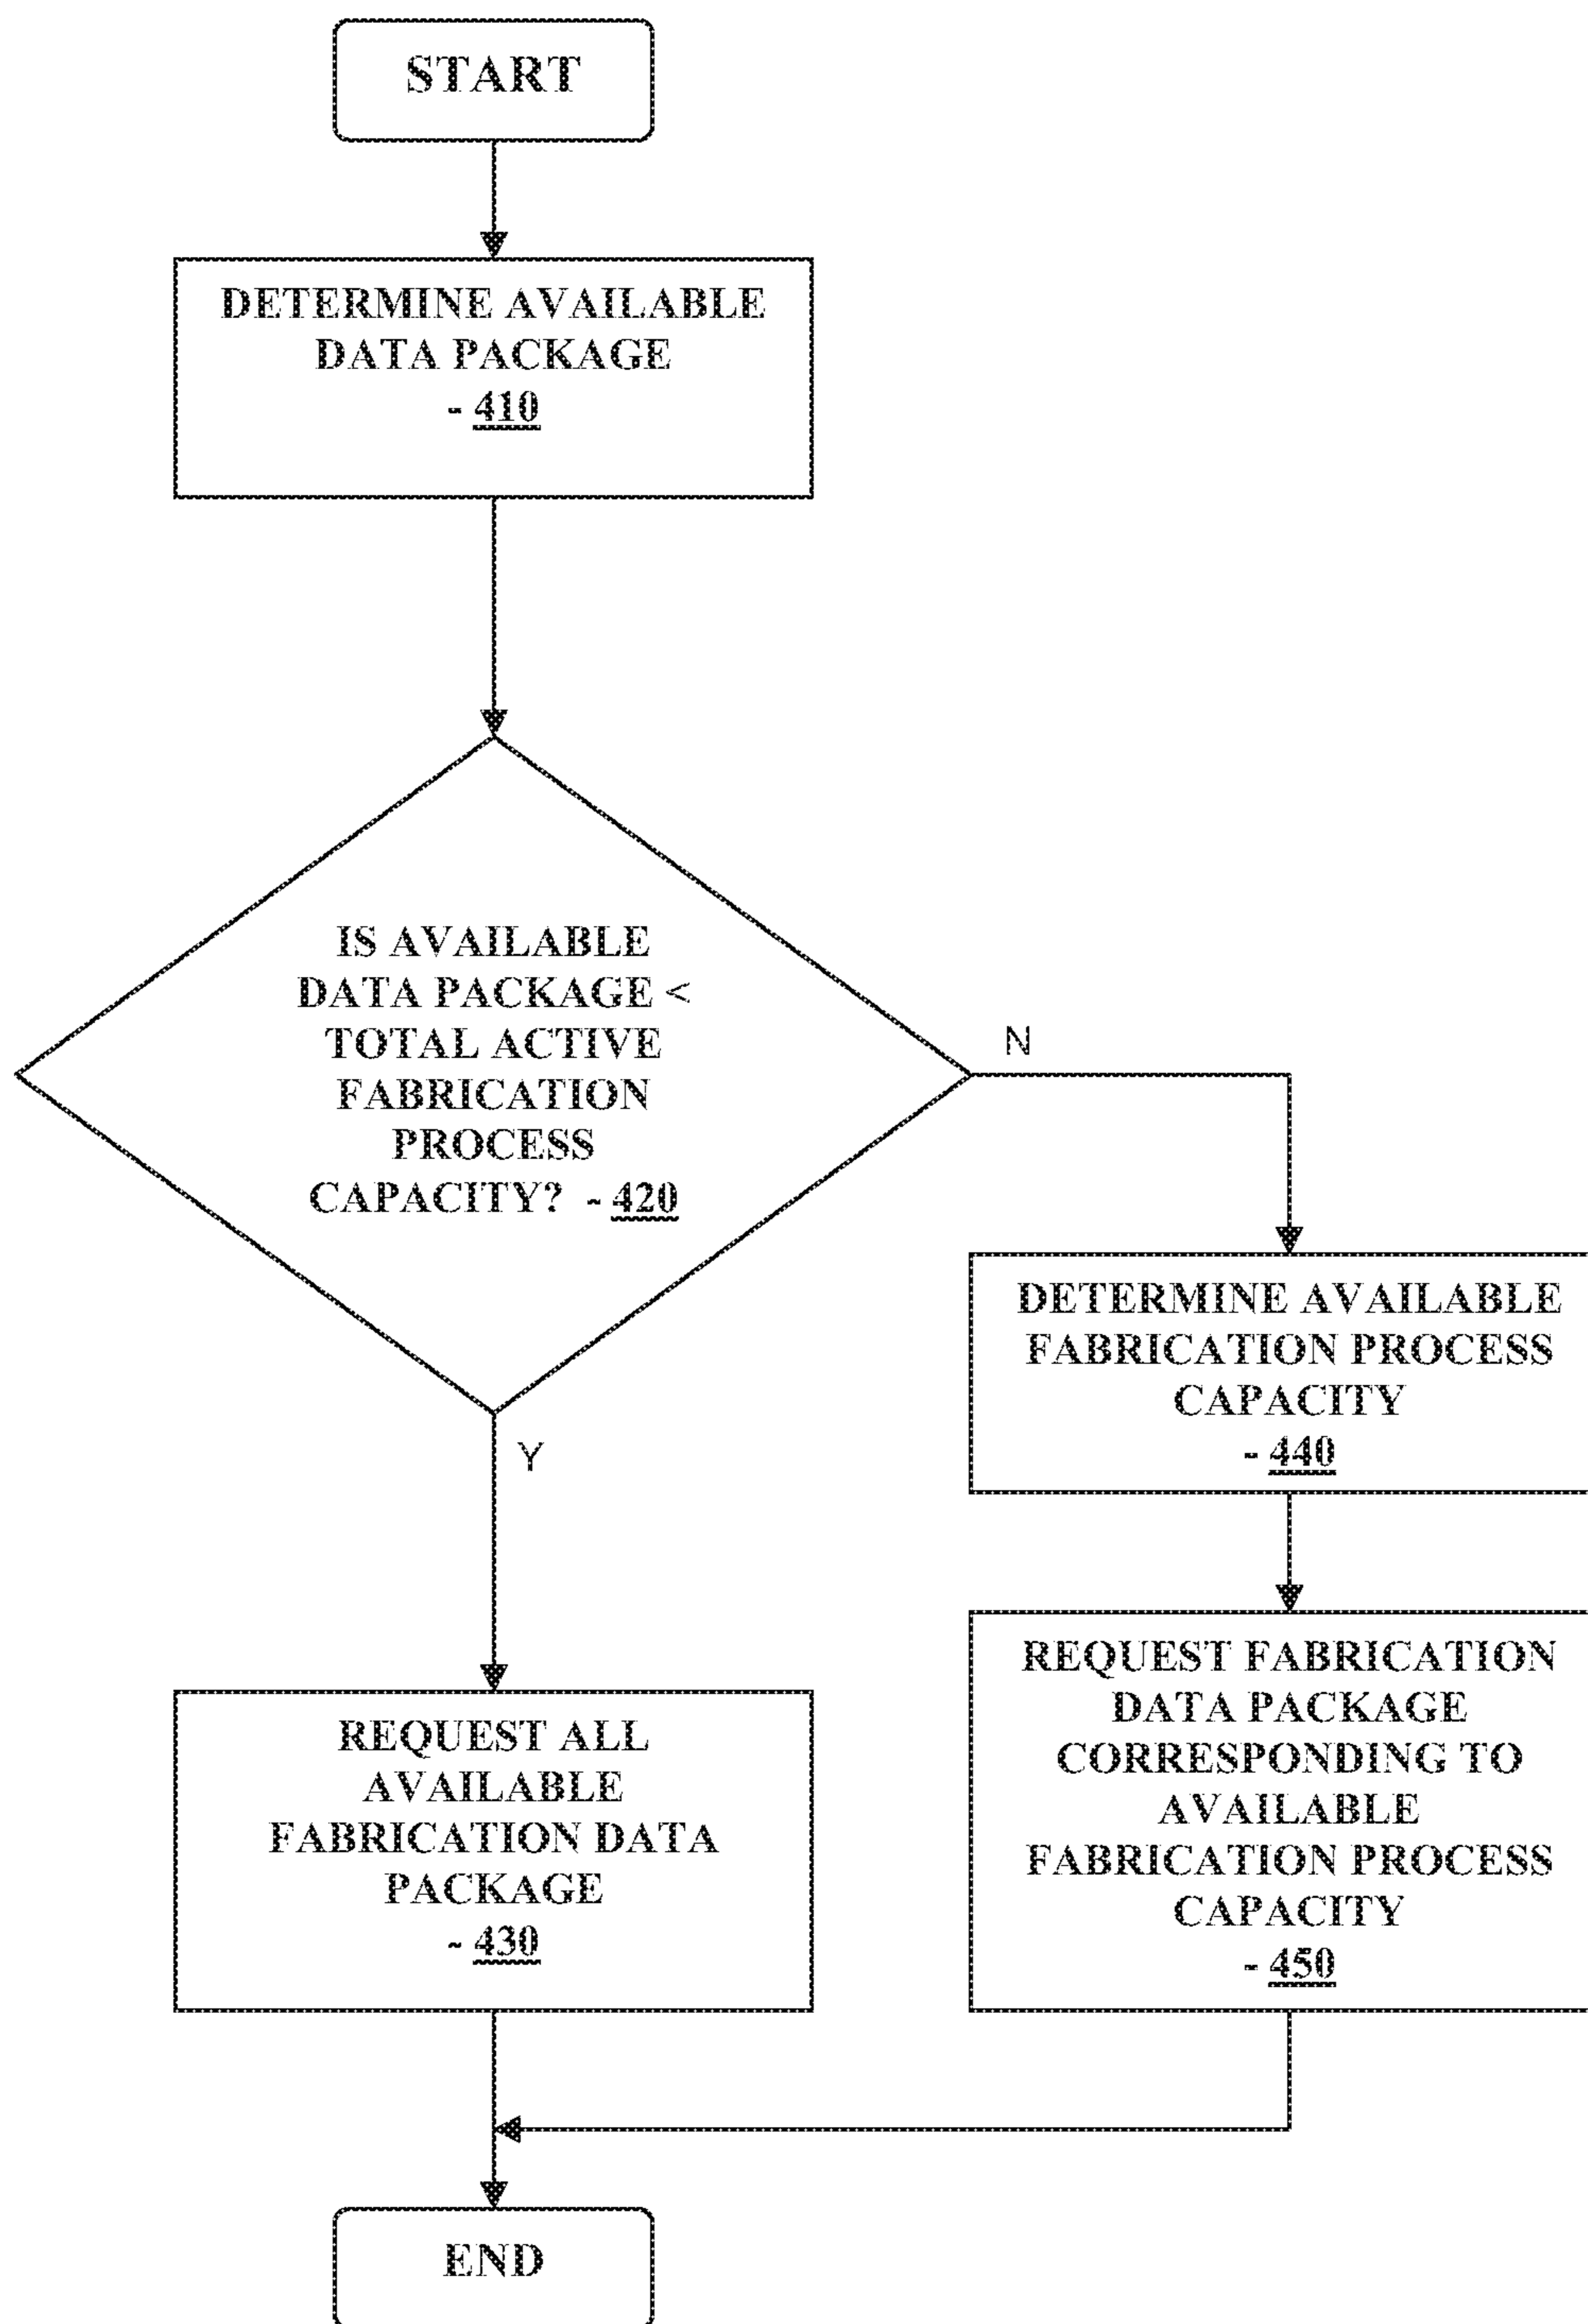 START
DETERMINE AVAILABLE
DATA PACKAGE
- 410
IS AVAILABLE
DATA PACKAGE <
TOTAL ACTIVE
FABRICATION
PROCESS
CAPACITY? - 420
N
Y
DETERMINE AVAILABLE
FABRICATION PROCESS
CAPACITY
- 440
REQUEST ALL
AVAILABLE
FABRICATION DATA
PACKAGE
- 430
REQUEST FABRICATION
DATA PACKAGE
CORRESPONDING TO
AVAILABLE
FABRICATION PROCESS
CAPACITY
- 450
END